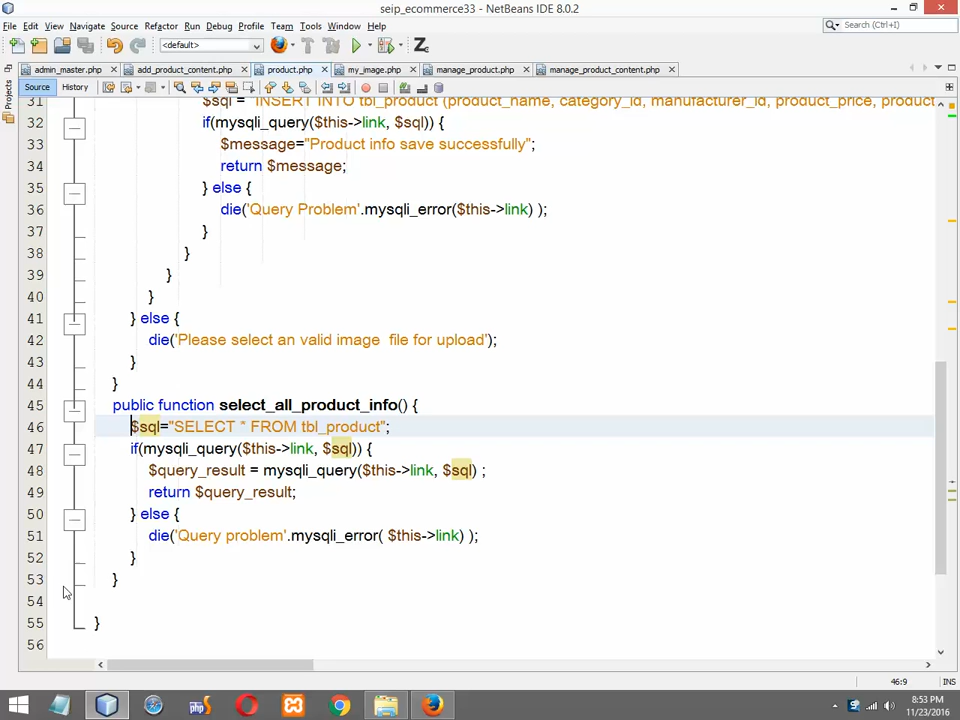 seip_ecommerce33 - NetBeans IDE 8.0.2
File Edit View Navigate Source Refactor Run Debug Profile Team Tools Window Help
<default>
Search (Ctrl+I)
admin_master.php add_product_content.php product.php my_image.php manage_product.php manage_product_content.php
Source History
Projects
31 $sql = "INSERT INTO tbl_product (product_name, category_id, manufacturer_id, product_price, product
32 if(mysqli_query($this->link, $sql)) {
33 $message="Product info save successfully";
34 return $message;
35 } else {
36 die('Query Problem'.mysqli_error($this->link) );
37 }
38 }
39 }
40 }
41 } else {
42 die('Please select an valid image  file for upload');
43 }
44 }
45 public function select_all_product_info() {
46 $sql="SELECT * FROM tbl_product";
47 if(mysqli_query($this->link, $sql)) {
48 $query_result = mysqli_query($this->link, $sql) ;
49 return $query_result;
50 } else {
51 die('Query problem'.mysqli_error( $this->link) );
52 }
53 }
54
55 }
56
46:9 INS
8:53 PM
11/23/2016